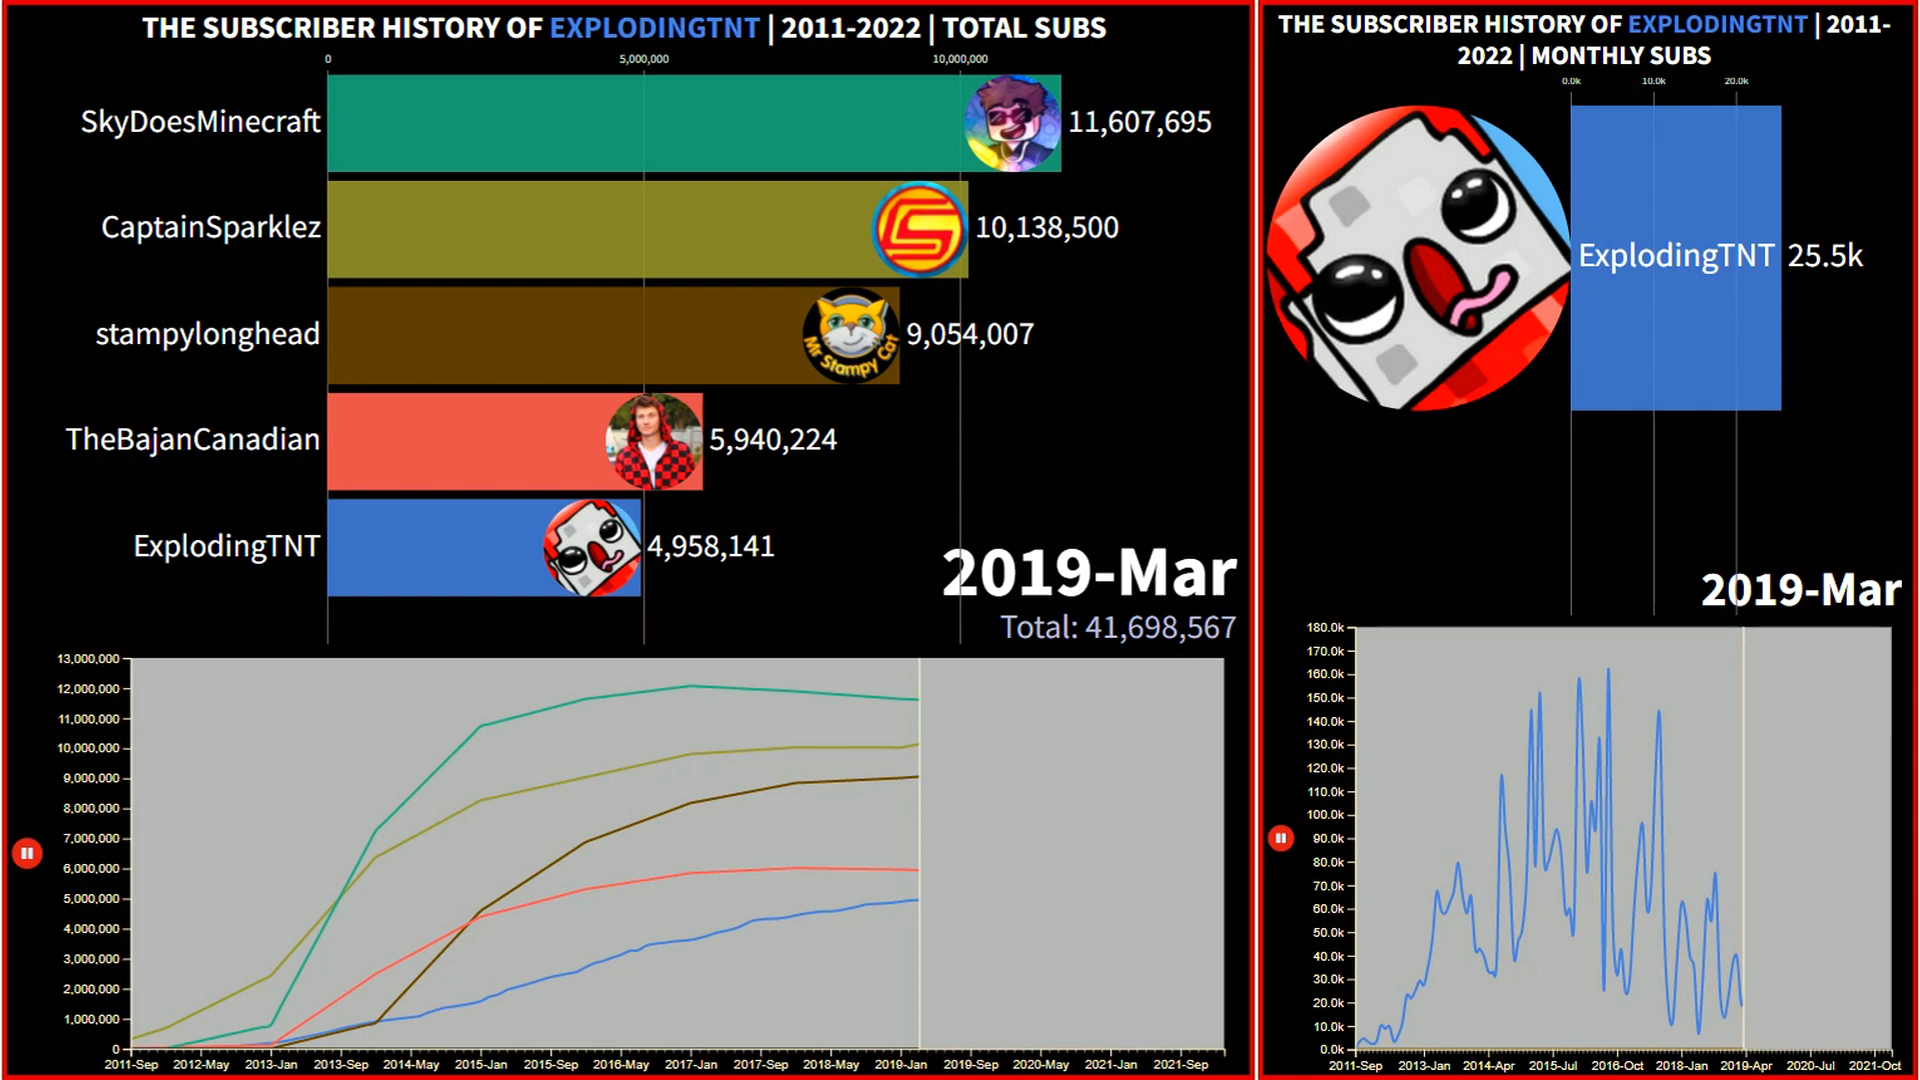 THE SUBSCRIBER HISTORY OF EXPLODINGTNT | 2011-2022 | TOTAL SUBS
0 5,000,000 10,000,000
SkyDoesMinecraft 11,607,695
CaptainSparklez 10,138,500
stampylonghead Mr Stampy Cat 9,054,007
TheBajanCanadian 5,940,224
ExplodingTNT 4,958,141
2019-Mar
Total: 41,698,567
13,000,000
12,000,000
11,000,000
10,000,000
9,000,000
8,000,000
7,000,000
6,000,000
5,000,000
4,000,000
3,000,000
2,000,000
1,000,000
0
2011-Sep 2012-May 2013-Jan 2013-Sep 2014-May 2015-Jan 2015-Sep 2016-May 2017-Jan 2017-Sep 2018-May 2019-Jan 2019-Sep 2020-May 2021-Jan 2021-Sep
THE SUBSCRIBER HISTORY OF EXPLODINGTNT | 2011-
2022 | MONTHLY SUBS
0.0k 10.0k 20.0k
ExplodingTNT 25.5k
2019-Mar
180.0k
170.0k
160.0k
150.0k
140.0k
130.0k
120.0k
110.0k
100.0k
90.0k
80.0k
70.0k
60.0k
50.0k
40.0k
30.0k
20.0k
10.0k
0.0k
2011-Sep 2013-Jan 2014-Apr 2015-Jul 2016-Oct 2018-Jan 2019-Apr 2020-Jul 2021-Oct